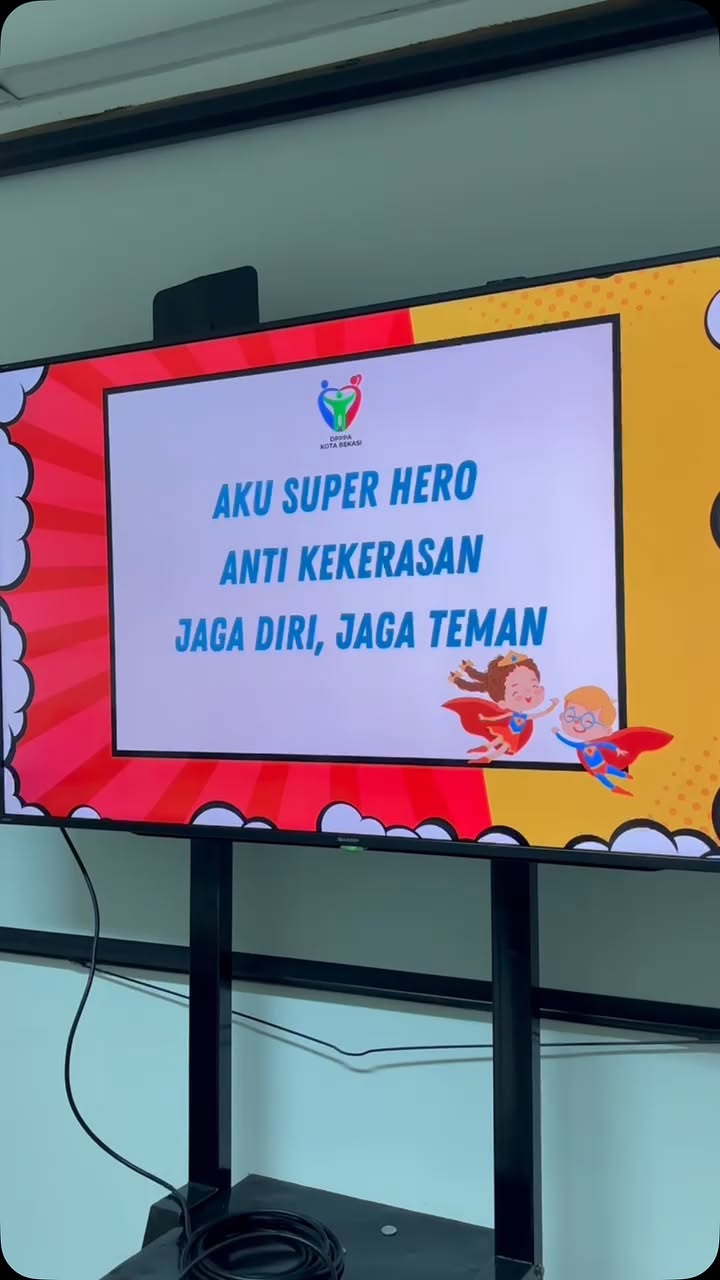 DPPPA
KOTA BEKASI
AKU SUPER HERO
ANTI KEKERASAN
JAGA DIRI, JAGA TEMAN